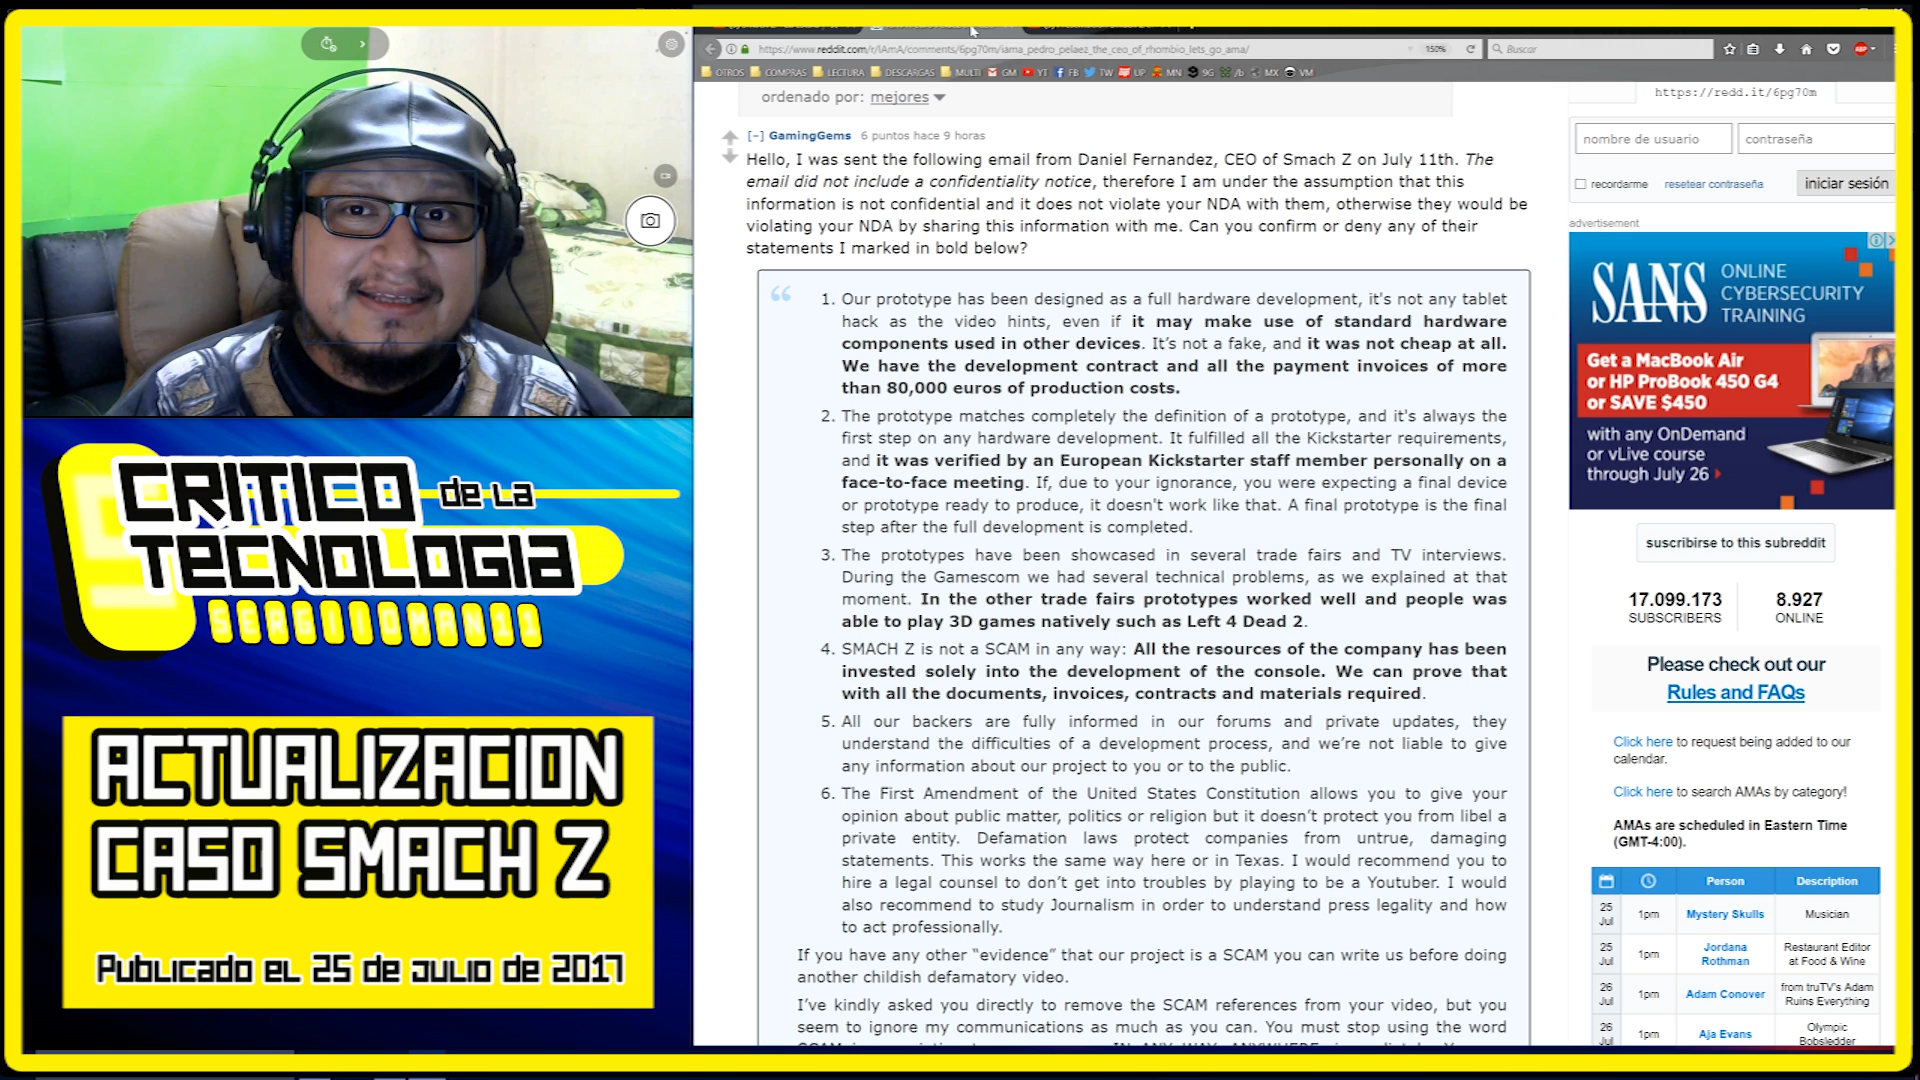 https://www.reddit.com/r/IAmA/comments/6pg70m/iama_pedro_pelaez_the_ceo_of_rhombio_lets_go_ama/
150%
Buscar
OTROS
COMPRAS
LECTURA
DESCARGAS
MULTI
GM
YT
FB
TW
UP
MN
9G
/b
MX
VM
ordenado por: mejores
[-] GamingGems 6 puntos hace 9 horas
Hello, I was sent the following email from Daniel Fernandez, CEO of Smach Z on July 11th. The
email did not include a confidentiality notice, therefore I am under the assumption that this
information is not confidential and it does not violate your NDA with them, otherwise they would be
violating your NDA by sharing this information with me. Can you confirm or deny any of their
statements I marked in bold below?
1. Our prototype has been designed as a full hardware development, it's not any tablet
hack as the video hints, even if it may make use of standard hardware
components used in other devices. It's not a fake, and it was not cheap at all.
We have the development contract and all the payment invoices of more
than 80,000 euros of production costs.
2. The prototype matches completely the definition of a prototype, and it's always the
first step on any hardware development. It fulfilled all the Kickstarter requirements,
and it was verified by an European Kickstarter staff member personally on a
face-to-face meeting. If, due to your ignorance, you were expecting a final device
or prototype ready to produce, it doesn't work like that. A final prototype is the final
step after the full development is completed.
3. The prototypes have been showcased in several trade fairs and TV interviews.
During the Gamescom we had several technical problems, as we explained at that
moment. In the other trade fairs prototypes worked well and people was
able to play 3D games natively such as Left 4 Dead 2.
4. SMACH Z is not a SCAM in any way: All the resources of the company has been
invested solely into the development of the console. We can prove that
with all the documents, invoices, contracts and materials required.
5. All our backers are fully informed in our forums and private updates, they
understand the difficulties of a development process, and we're not liable to give
any information about our project to you or to the public.
6. The First Amendment of the United States Constitution allows you to give your
opinion about public matter, politics or religion but it doesn't protect you from libel a
private entity. Defamation laws protect companies from untrue, damaging
statements. This works the same way here or in Texas. I would recommend you to
hire a legal counsel to don't get into troubles by playing to be a Youtuber. I would
also recommend to study Journalism in order to understand press legality and how
to act professionally.
If you have any other “evidence” that our project is a SCAM you can write us before doing
another childish defamatory video.
I've kindly asked you directly to remove the SCAM references from your video, but you
seem to ignore my communications as much as you can. You must stop using the word
https://redd.it/6pg70m
nombre de usuario
contraseña
recordarme
resetear contraseña
iniciar sesión
advertisement
SANS ONLINE
CYBERSECURITY
TRAINING
Get a MacBook Air
or HP ProBook 450 G4
or SAVE $450
with any OnDemand
or vLive course
through July 26
suscribirse to this subreddit
17.099.173 8.927
SUBSCRIBERS ONLINE
Please check out our
Rules and FAQs
Click here to request being added to our
calendar.
Click here to search AMAs by category!
AMAs are scheduled in Eastern Time
(GMT-4:00).
Person Description
25 Jul 1pm Mystery Skulls Musician
25 Jul 1pm Jordana Rothman Restaurant Editor at Food & Wine
26 Jul 1pm Adam Conover from truTV's Adam Ruins Everything
26 Jul 1pm Aja Evans Olympic Bobsledder
CRITICO DE LA
TECNOLOGIA
SERGIIOMAN11
ACTUALIZACION
CASO SMACH Z
Publicado el 25 de Julio de 2017